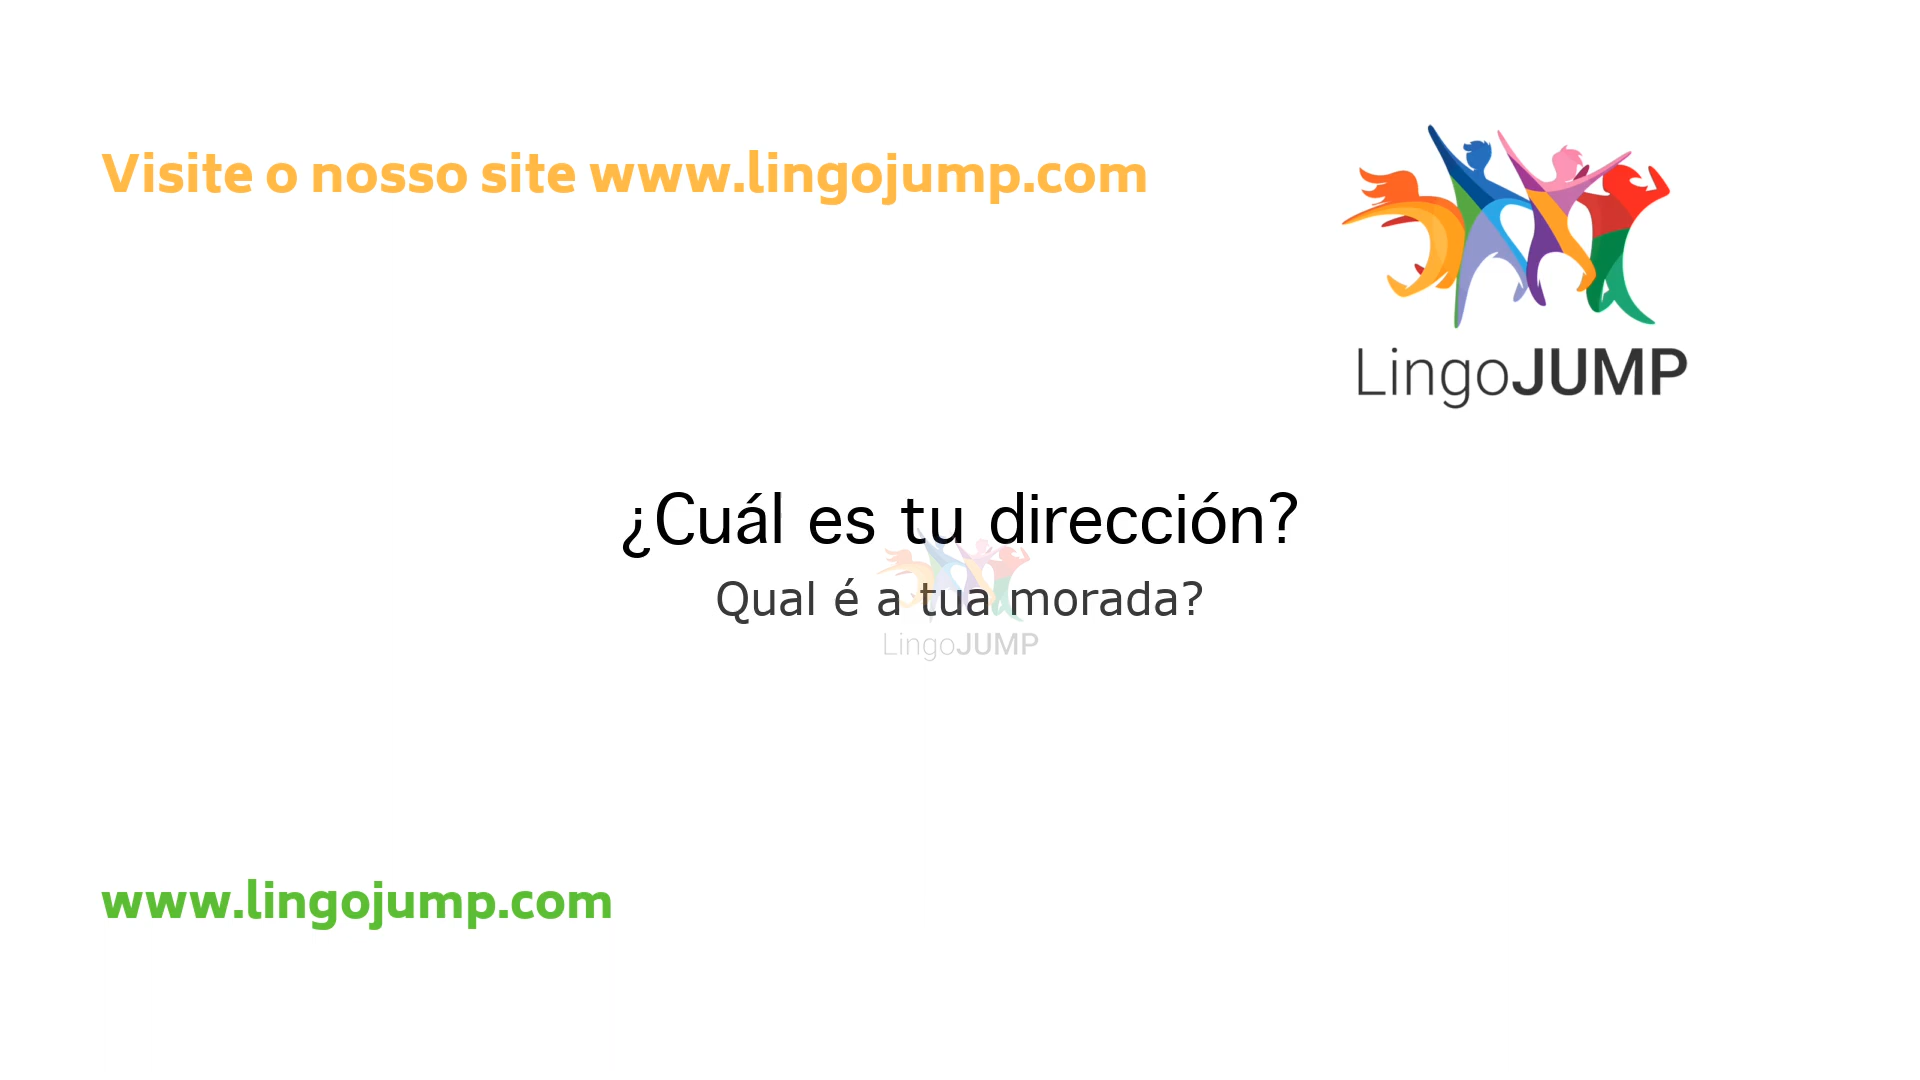 Visite o nosso site www.lingojump.com
LingoJUMP
¿Cuál es tu dirección?
Qual é a tua morada?
LingoJUMP
www.lingojump.com